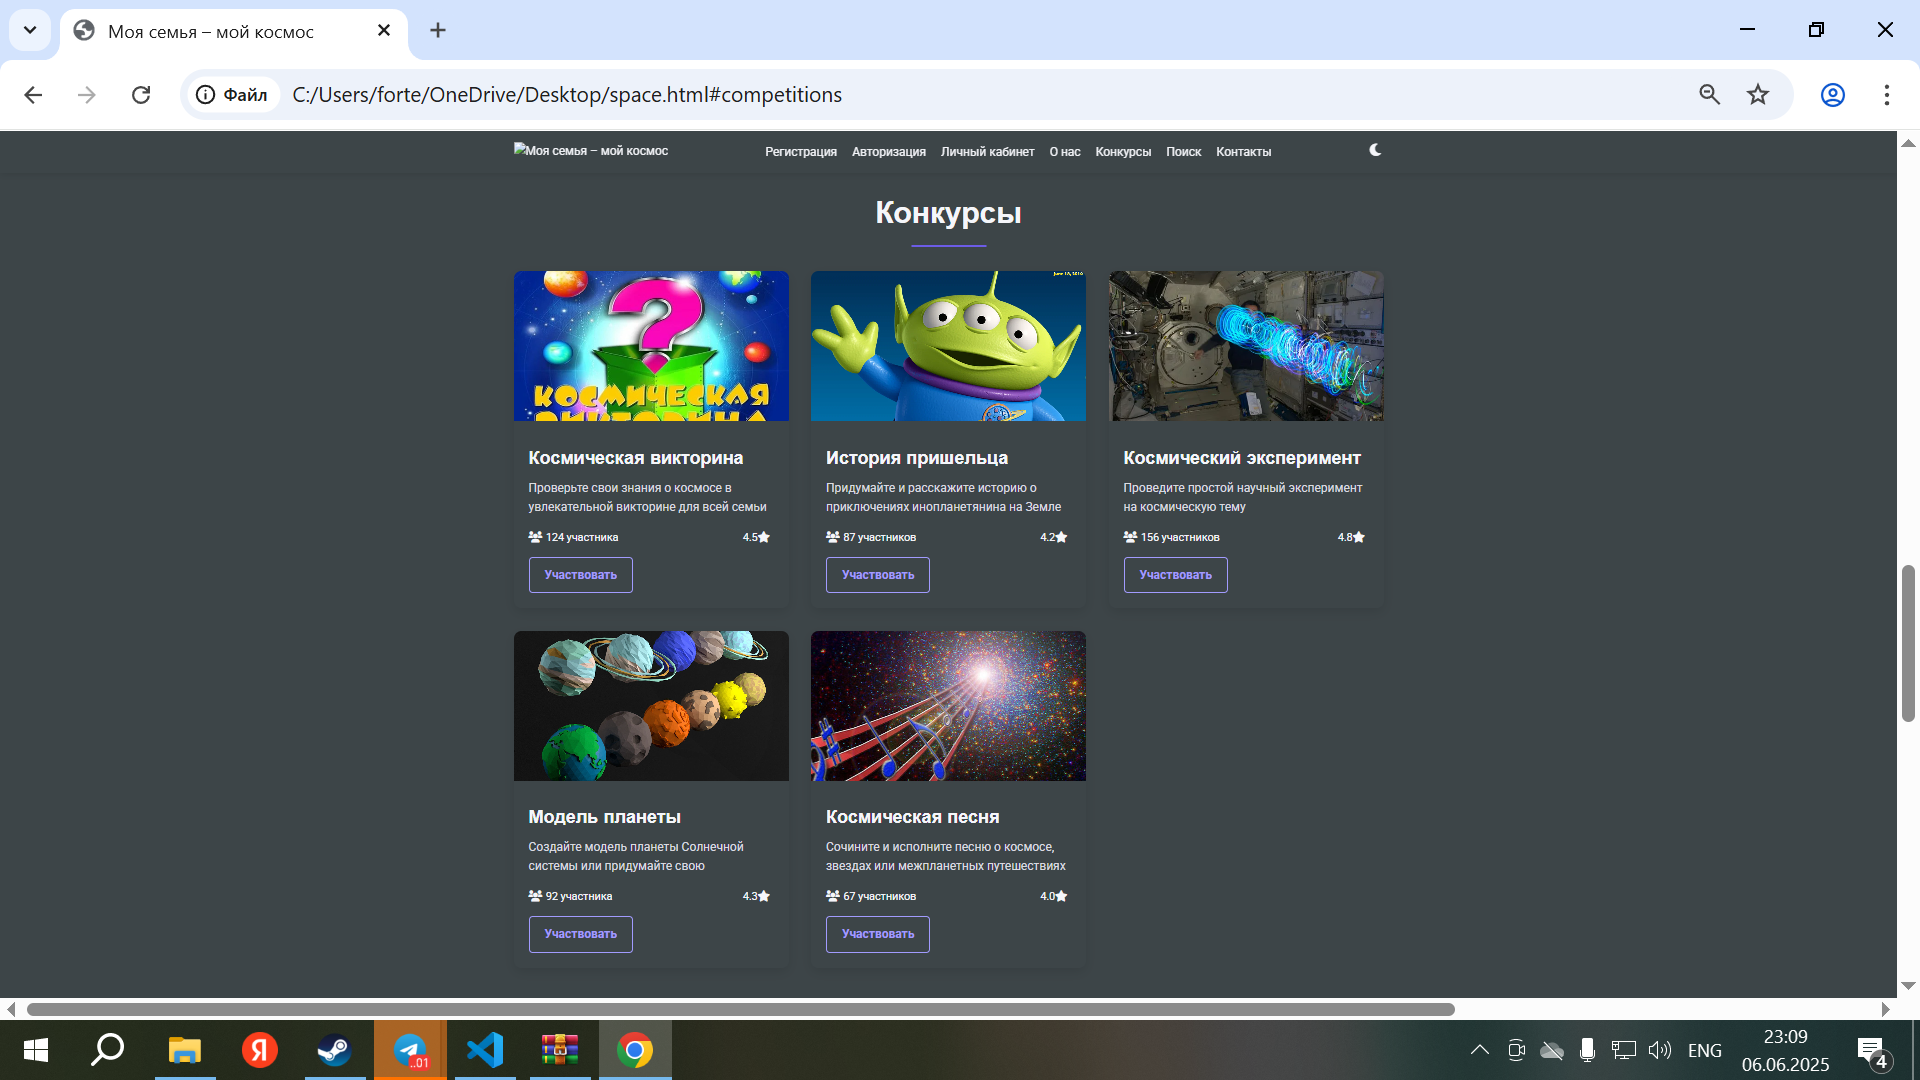 Моя семья – мой космос
Файл
C:/Users/forte/OneDrive/Desktop/space.html#competitions
Моя семья – мой космос
Регистрация Авторизация Личный кабинет О нас Конкурсы Поиск Контакты
Конкурсы
КОСМИЧЕСКАЯ
ВИКТОРИНА
Космическая викторина
Проверьте свои знания о космосе в
увлекательной викторине для всей семьи
124 участника 4.5
Участвовать
История пришельца
Придумайте и расскажите историю о
приключениях инопланетянина на Земле
87 участников 4.2
Участвовать
Космический эксперимент
Проведите простой научный эксперимент
на космическую тему
156 участников 4.8
Участвовать
Модель планеты
Создайте модель планеты Солнечной
системы или придумайте свою
92 участника 4.3
Участвовать
Космическая песня
Сочините и исполните песню о космосе,
звездах или межпланетных путешествиях
67 участников 4.0
Участвовать
Я
..01
ENG
23:09
06.06.2025
4